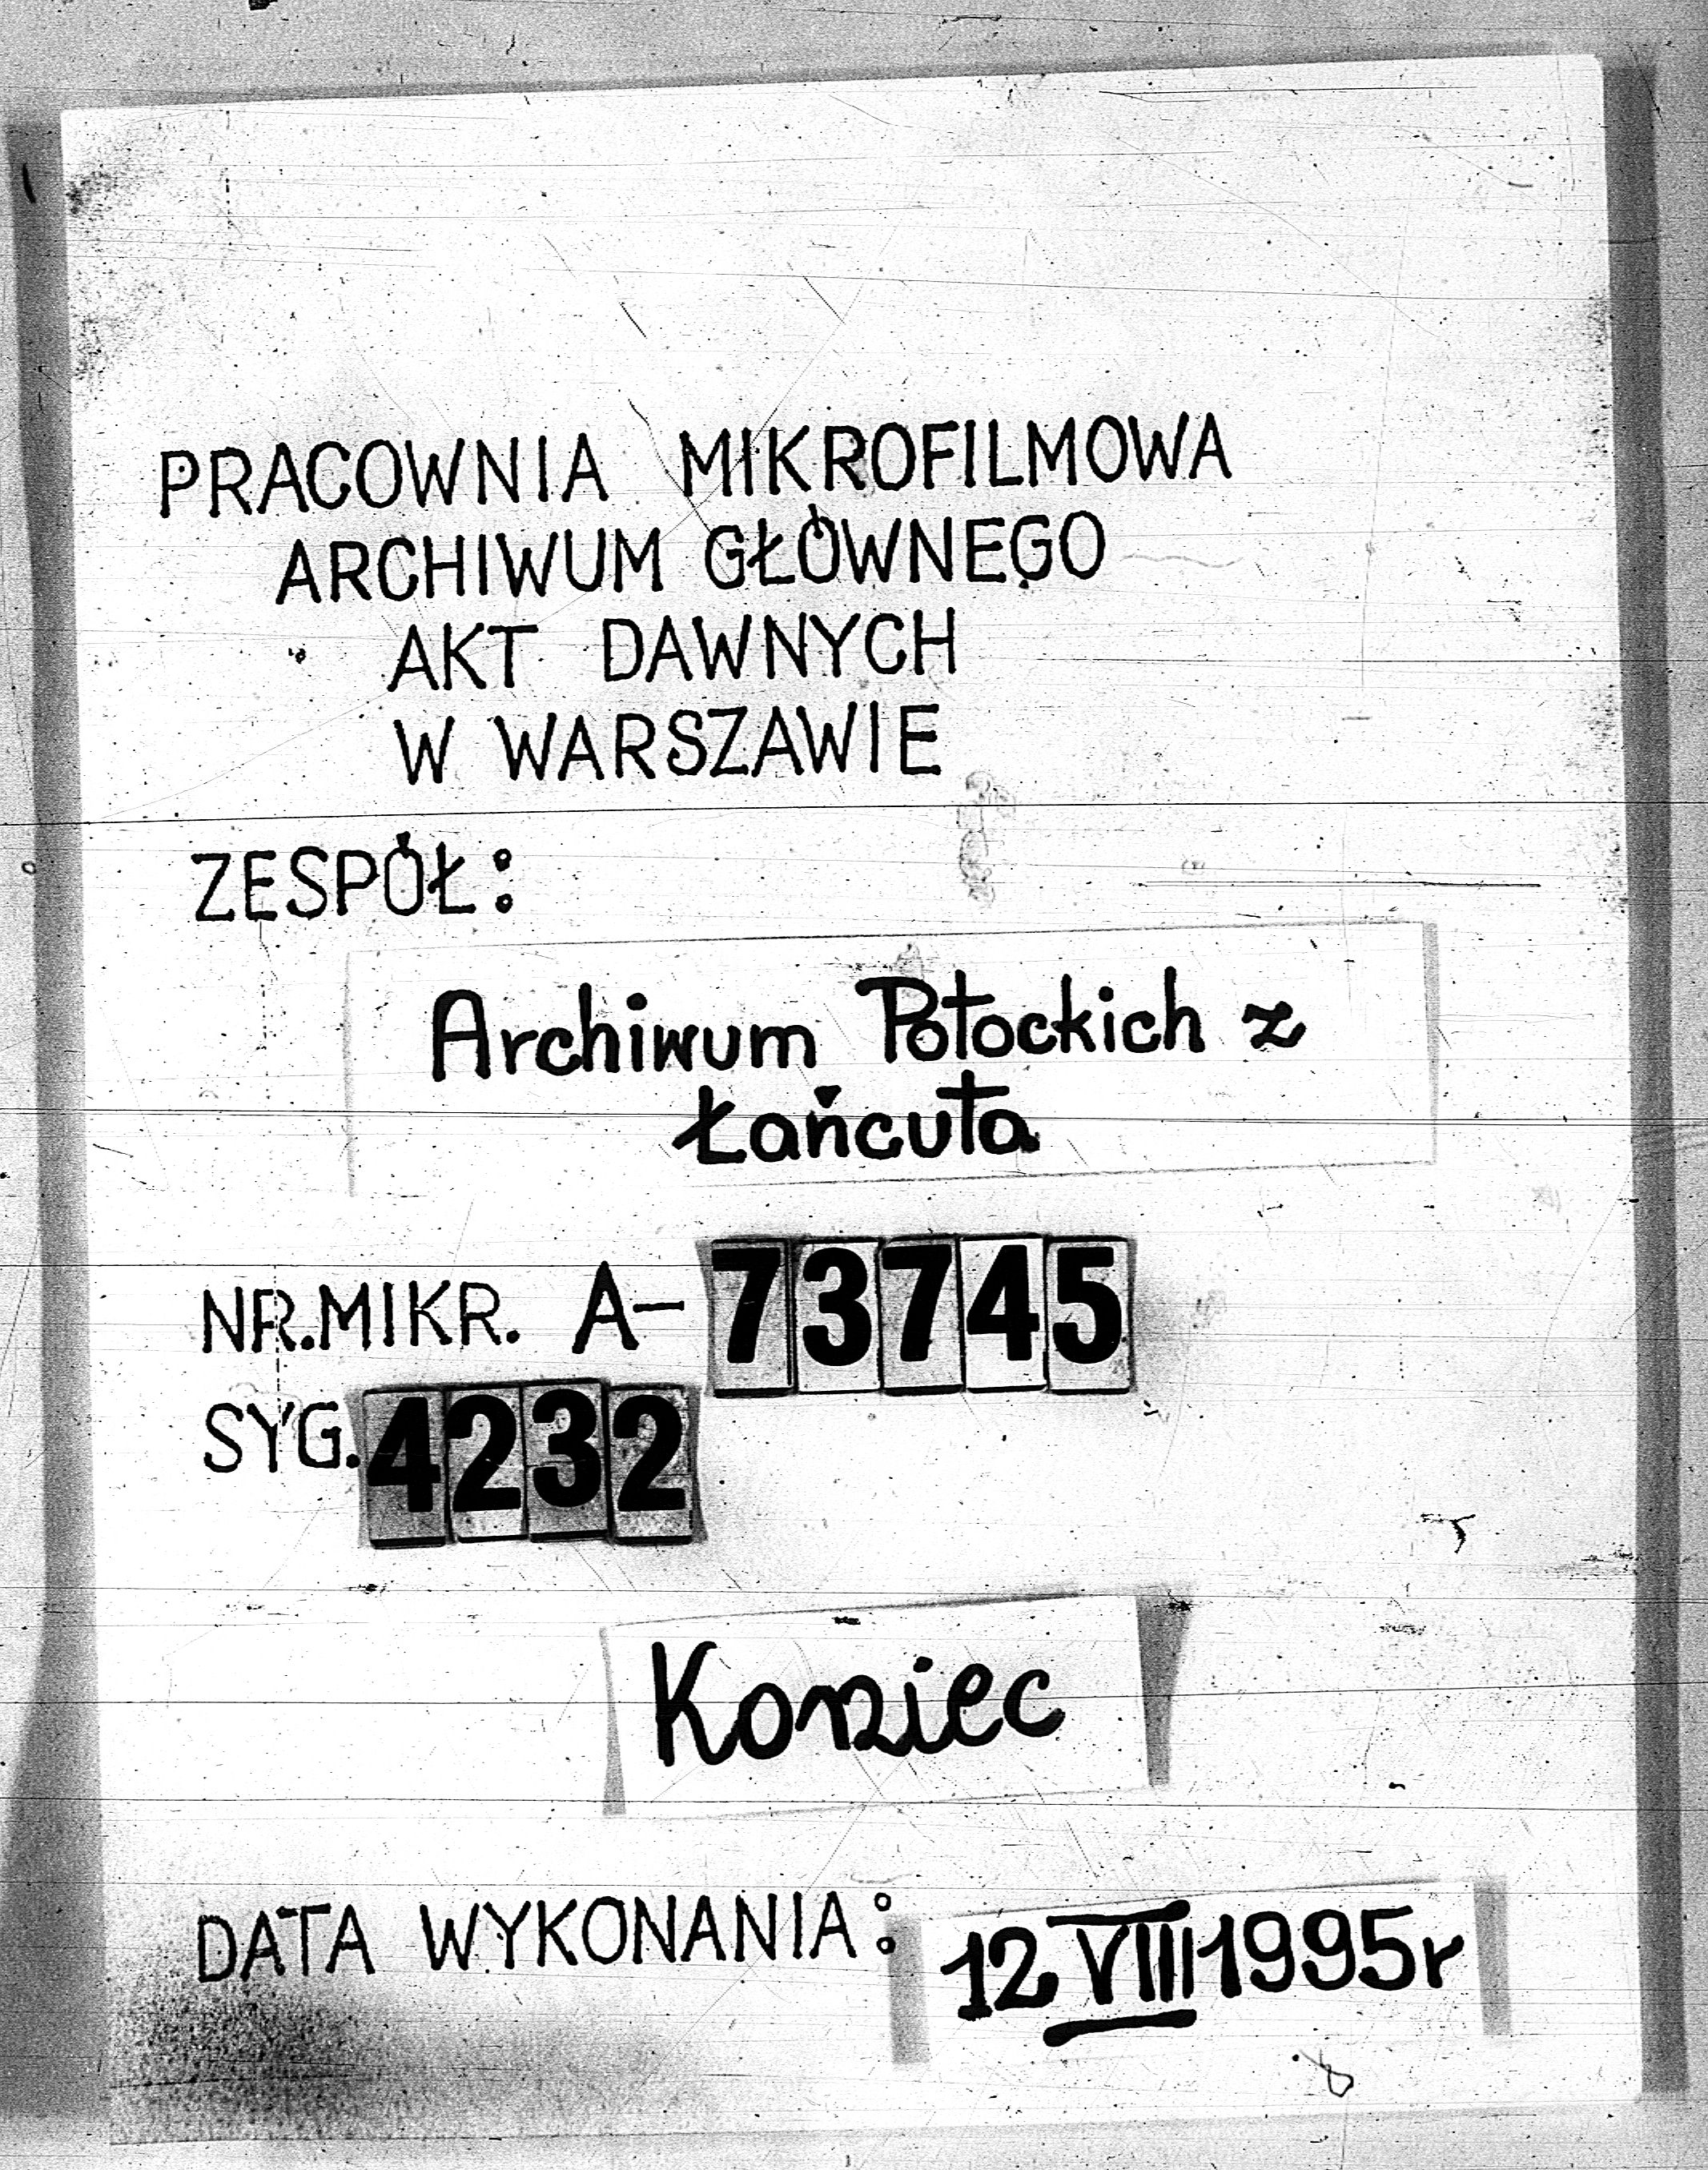 PRACOWNIA MIKROFILMOWA
ARCHIWUM GŁÓWNEGO
AKT DAWNYCH
W WARSZAWIE
ZESPÓŁ:
Archiwum Potockich z
Łańcuta
NR.MIKR. A-73745
SYG. 4232
Koniec
DATA WYKONANIA: 12 VIII 1995r